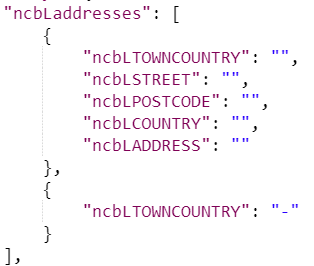 "ncbLaddresses": [
{
"ncbLTOWNCOUNTRY": "",
"ncbLSTREET": "",
"ncbLPOSTCODE": "",
"ncbLCOUNTRY": "",
"ncbLADDRESS": ""
},
{
"ncbLTOWNCOUNTRY": "-"
}
],